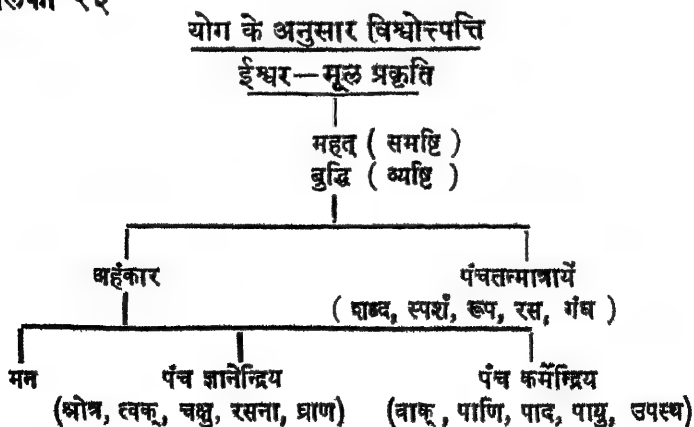 योग के अनुसार विश्वोत्त्पत्ति
ईश्वर—मूल प्रकृति
महत् ( समष्टि )
बुद्धि ( व्यष्टि )
अहंकार पंचतन्मात्रायें
( शब्द, स्पर्श, रूप, रस, गंध )
मन पंच ज्ञानेन्द्रिय पंच कर्मेन्द्रिय
(श्रोत्र, त्वक्, चक्षु, रसना, घ्राण) (वाक्, पाणि, पाद, पायु, उपस्थ)